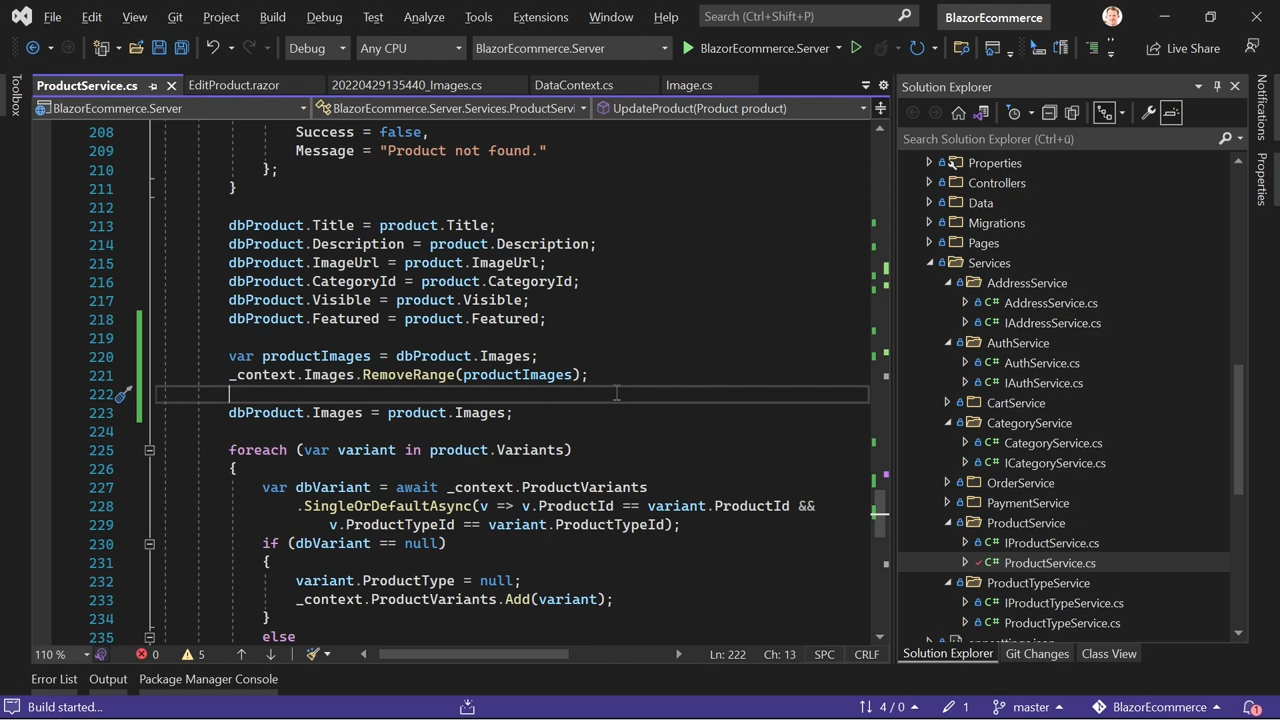 File Edit View Git Project Build Debug Test Analyze Tools Extensions Window Help Search (Ctrl+Shift+P) BlazorEcommerce
Debug Any CPU BlazorEcommerce.Server BlazorEcommerce.Server Live Share
Toolbox
ProductService.cs EditProduct.razor 20220429135440_Images.cs DataContext.cs Image.cs
BlazorEcommerce.Server BlazorEcommerce.Server.Services.ProductServi UpdateProduct(Product product)
208 Success = false,
209 Message = "Product not found."
210 };
211 }
212
213 dbProduct.Title = product.Title;
214 dbProduct.Description = product.Description;
215 dbProduct.ImageUrl = product.ImageUrl;
216 dbProduct.CategoryId = product.CategoryId;
217 dbProduct.Visible = product.Visible;
218 dbProduct.Featured = product.Featured;
219
220 var productImages = dbProduct.Images;
221 _context.Images.RemoveRange(productImages);
222
223 dbProduct.Images = product.Images;
224
225 foreach (var variant in product.Variants)
226 {
227 var dbVariant = await _context.ProductVariants
228 .SingleOrDefaultAsync(v => v.ProductId == variant.ProductId &&
229 v.ProductTypeId == variant.ProductTypeId);
230 if (dbVariant == null)
231 {
232 variant.ProductType = null;
233 _context.ProductVariants.Add(variant);
234 }
235 else
110 % 0 5 Ln: 222 Ch: 13 SPC CRLF
Solution Explorer
Search Solution Explorer (Ctrl+ü)
Properties
Controllers
Data
Migrations
Pages
Services
AddressService
C# AddressService.cs
C# IAddressService.cs
AuthService
C# AuthService.cs
C# IAuthService.cs
CartService
CategoryService
C# CategoryService.cs
C# ICategoryService.cs
OrderService
PaymentService
ProductService
C# IProductService.cs
C# ProductService.cs
ProductTypeService
C# IProductTypeService.cs
C# ProductTypeService.cs
Solution Explorer Git Changes Class View
Notifications
Properties
Error List Output Package Manager Console
Build started... 4 / 0 1 master BlazorEcommerce 1